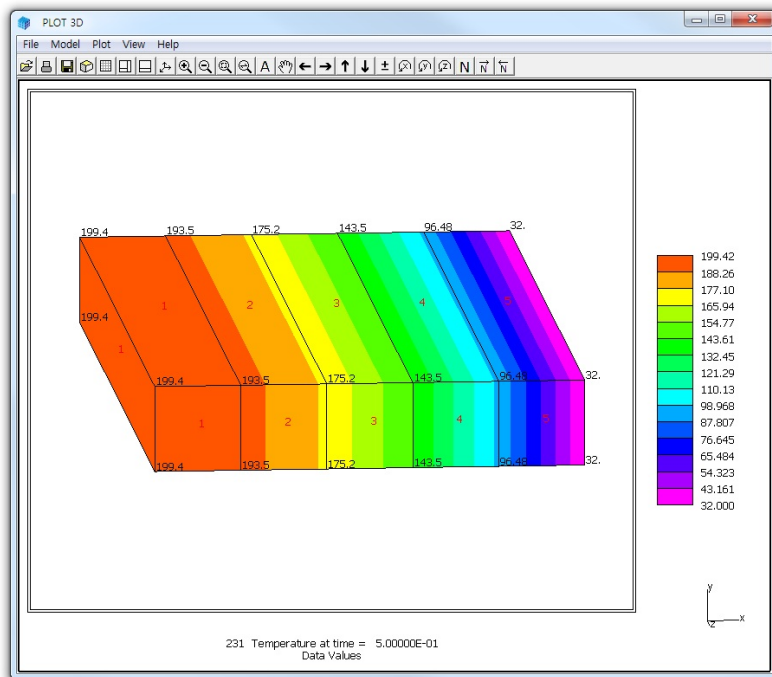 PLOT 3D
File Model Plot View Help
A N N N
199.4 193.5 175.2 143.5 96.48 32.
199.4
1 2 3 4 5
1
199.4 193.5 175.2 143.5 96.48 32.
1 2 3 4 5
199.4 193.5 175.2 143.5 96.48 32.
199.42
188.26
177.10
165.94
154.77
143.61
132.45
121.29
110.13
98.968
87.807
76.645
65.484
54.323
43.161
32.000
y
x
z
231 Temperature at time = 5.00000E-01
Data Values